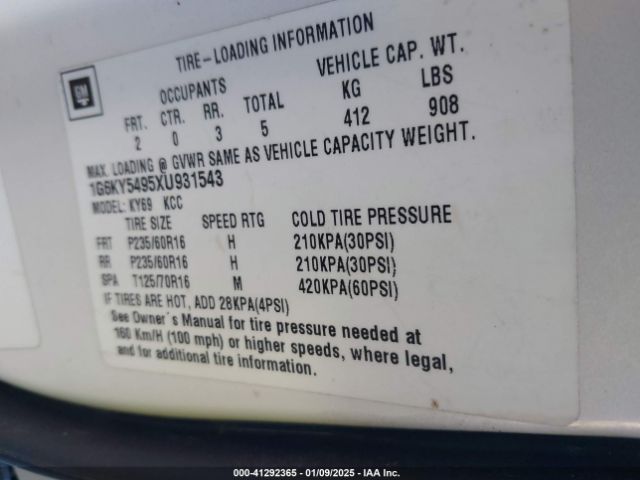 GM
TIRE-LOADING INFORMATION
OCCUPANTS VEHICLE CAP. WT.
FRT. CTR. RR. TOTAL KG LBS
2 0 3 5 412 908
MAX. LOADING @ GVWR SAME AS VEHICLE CAPACITY WEIGHT.
1G6KY5495XU931543
MODEL: KY69 KCC
TIRE SIZE SPEED RTG COLD TIRE PRESSURE
FRT P235/60R16 H 210KPA(30PSI)
RR P235/60R16 H 210KPA(30PSI)
SPA T125/70R16 M 420KPA(60PSI)
IF TIRES ARE HOT, ADD 28KPA(4PSI)
See Owner's Manual for tire pressure needed at
160 Km/H (100 mph) or higher speeds, where legal,
and for additional tire information.
000-41292365 | 01/09/2025 | IAA Inc.